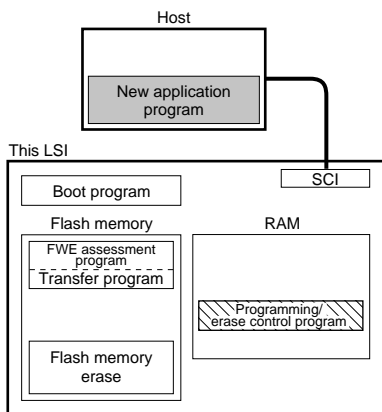 Host
New application
program
This LSI
SCI
Boot program
Flash memory
RAM
FWE assessment
program
Transfer program
Programming/
erase control program
Flash memory
erase